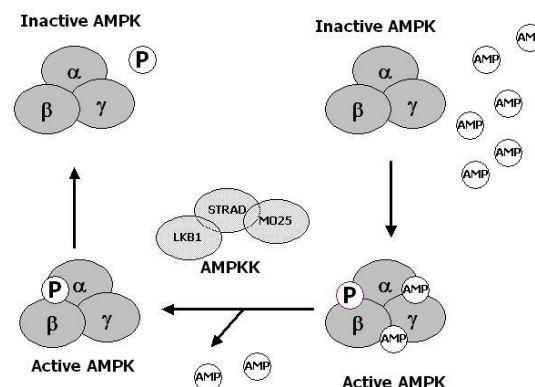 Inactive AMPK
P
α
β γ
Inactive AMPK
α
β γ
AMP
AMP
AMP
AMP
AMP
AMP
STRAD
MO25
LKB1
AMPKK
P α
β γ
Active AMPK
P α AMP
β γ
AMP
Active AMPK
AMP AMP